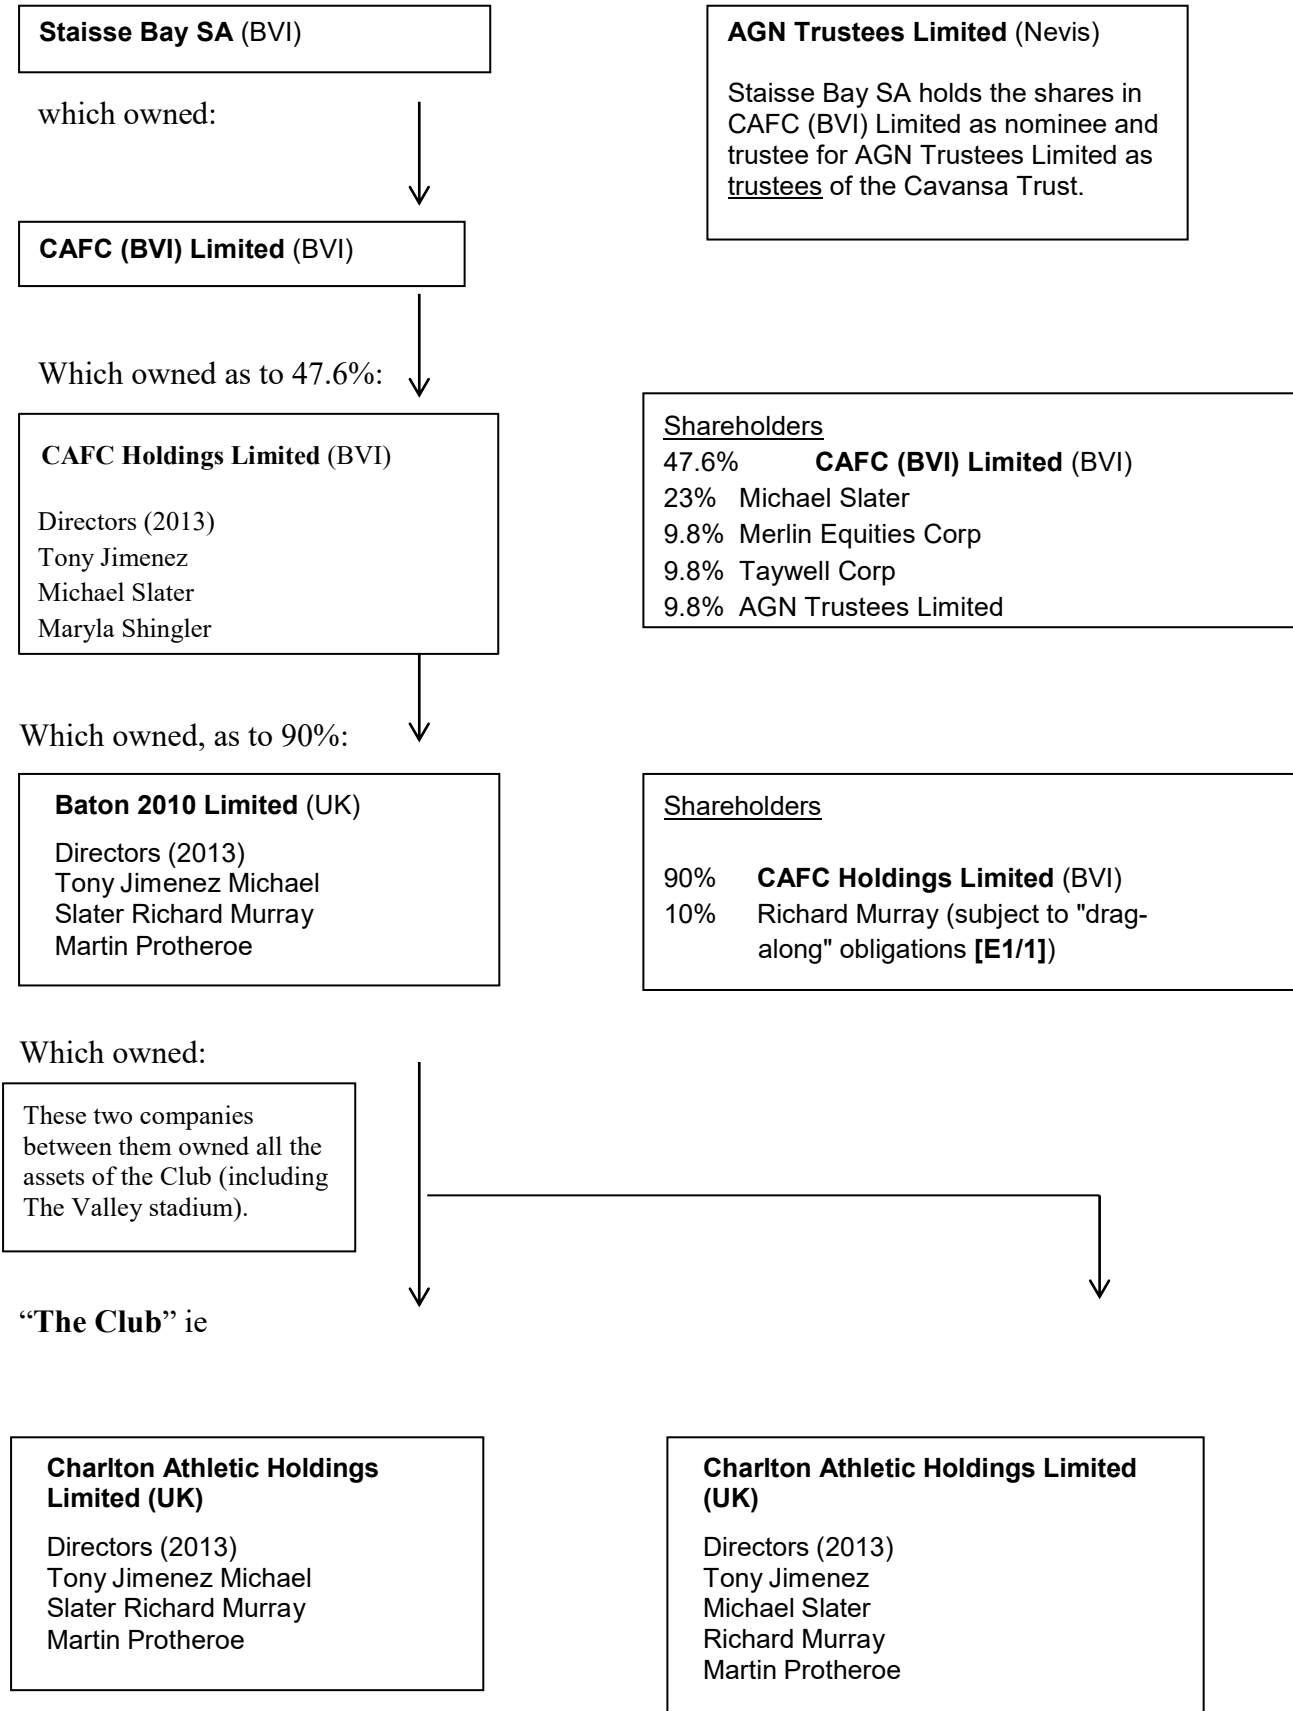 Staisse Bay SA (BVI)
AGN Trustees Limited (Nevis)
Staisse Bay SA holds the shares in
CAFC (BVI) Limited as nominee and
trustee for AGN Trustees Limited as
trustees of the Cavansa Trust.
which owned:
CAFC (BVI) Limited (BVI)
Which owned as to 47.6%:
CAFC Holdings Limited (BVI)
Directors (2013)
Tony Jimenez
Michael Slater
Maryla Shingler
Shareholders
47.6% CAFC (BVI) Limited (BVI)
23% Michael Slater
9.8% Merlin Equities Corp
9.8% Taywell Corp
9.8% AGN Trustees Limited
Which owned, as to 90%:
Baton 2010 Limited (UK)
Directors (2013)
Tony Jimenez Michael
Slater Richard Murray
Martin Protheroe
Shareholders
90% CAFC Holdings Limited (BVI)
10% Richard Murray (subject to "drag-
along" obligations [E1/1])
Which owned:
These two companies
between them owned all the
assets of the Club (including
The Valley stadium).
“The Club” ie
Charlton Athletic Holdings
Limited (UK)
Directors (2013)
Tony Jimenez Michael
Slater Richard Murray
Martin Protheroe
Charlton Athletic Holdings Limited
(UK)
Directors (2013)
Tony Jimenez
Michael Slater
Richard Murray
Martin Protheroe